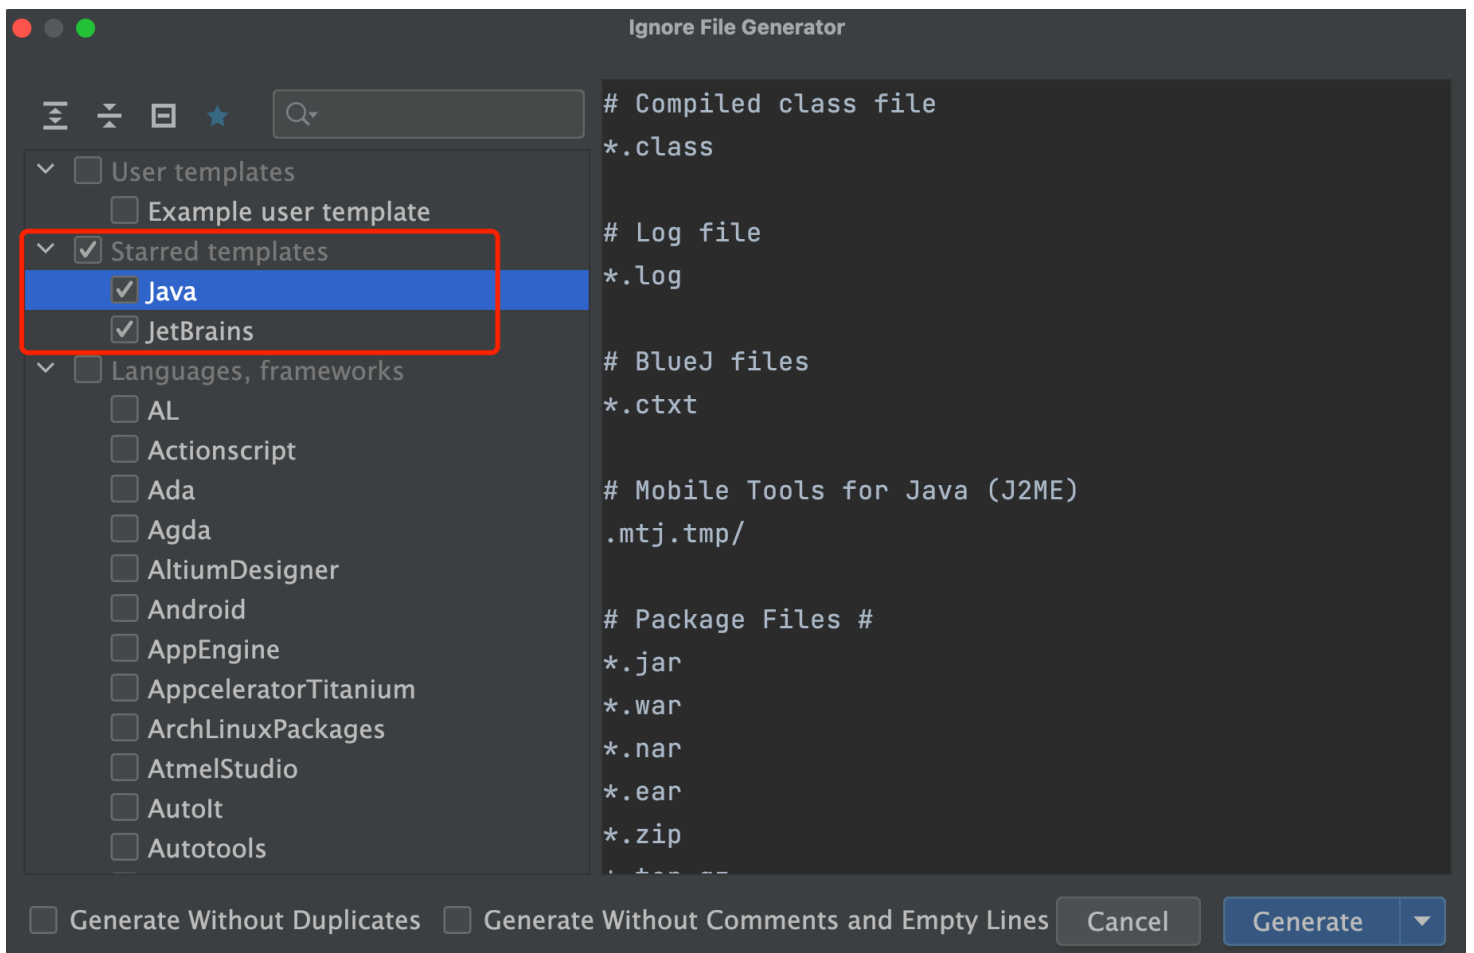 Ignore File Generator
User templates
Example user template
Starred templates
Java
JetBrains
Languages, frameworks
AL
Actionscript
Ada
Agda
AltiumDesigner
Android
AppEngine
AppceleratorTitanium
ArchLinuxPackages
AtmelStudio
AutoIt
Autotools
# Compiled class file
*.class
# Log file
*.log
# BlueJ files
*.ctxt
# Mobile Tools for Java (J2ME)
.mtj.tmp/
# Package Files #
*.jar
*.war
*.nar
*.ear
*.zip
Generate Without Duplicates
Generate Without Comments and Empty Lines
Cancel
Generate